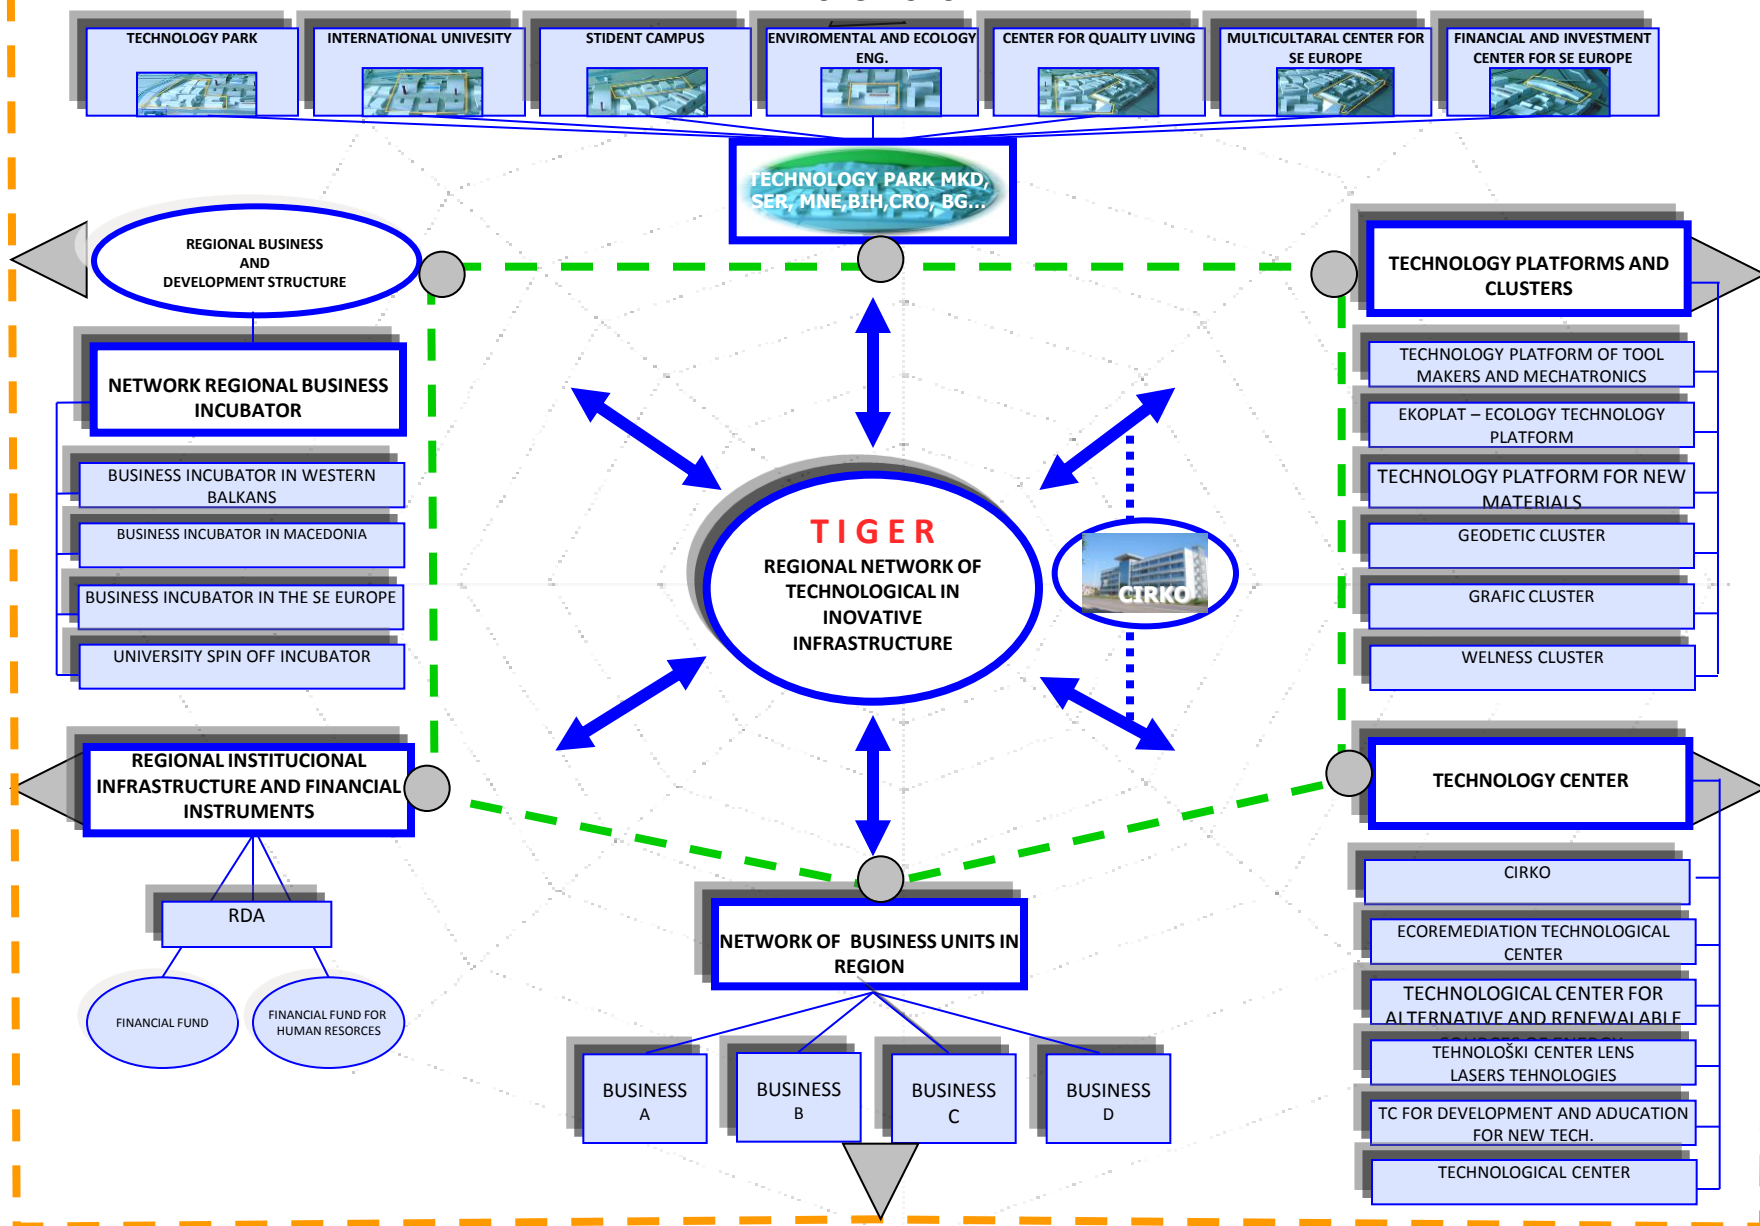 TECHNOLOGY PARK
INTERNATIONAL UNIVESITY
STIDENT CAMPUS
ENVIROMENTAL AND ECOLOGY
ENG.
CENTER FOR QUALITY LIVING
MULTICULTARAL CENTER FOR
SE EUROPE
FINANCIAL AND INVESTMENT
CENTER FOR SE EUROPE
TECHNOLOGY PARK MKD,
SER, MNE,BIH,CRO, BG...
REGIONAL BUSINESS
AND
DEVELOPMENT STRUCTURE
NETWORK REGIONAL BUSINESS
INCUBATOR
BUSINESS INCUBATOR IN WESTERN
BALKANS
BUSINESS INCUBATOR IN MACEDONIA
BUSINESS INCUBATOR IN THE SE EUROPE
UNIVERSITY SPIN OFF INCUBATOR
TIGER
REGIONAL NETWORK OF
TECHNOLOGICAL IN
INOVATIVE
INFRASTRUCTURE
CIRKO
TECHNOLOGY PLATFORMS AND
CLUSTERS
TECHNOLOGY PLATFORM OF TOOL
MAKERS AND MECHATRONICS
EKOPLAT – ECOLOGY TECHNOLOGY
PLATFORM
TECHNOLOGY PLATFORM FOR NEW
MATERIALS
GEODETIC CLUSTER
GRAFIC CLUSTER
WELNESS CLUSTER
REGIONAL INSTITUCIONAL
INFRASTRUCTURE AND FINANCIAL
INSTRUMENTS
RDA
FINANCIAL FUND
FINANCIAL FUND FOR
HUMAN RESORCES
NETWORK OF  BUSINESS UNITS IN
REGION
BUSINESS
A
BUSINESS
B
BUSINESS
C
BUSINESS
D
TECHNOLOGY CENTER
CIRKO
ECOREMEDIATION TECHNOLOGICAL
CENTER
TECHNOLOGICAL CENTER FOR
ALTERNATIVE AND RENEWALABLE
SOURCES OF ENERGY
TEHNOLOŠKI CENTER LENS
LASERS TEHNOLOGIES
TC FOR DEVELOPMENT AND ADUCATION
FOR NEW TECH.
TECHNOLOGICAL CENTER